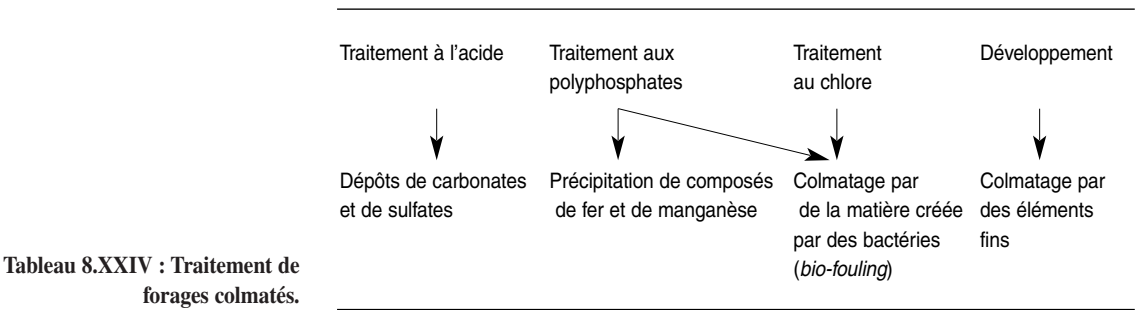 Traitement à l'acide
Traitement aux
polyphosphates
Traitement
au chlore
Développement
Dépôts de carbonates
et de sulfates
Précipitation de composés
de fer et de manganèse
Colmatage par
de la matière créée
par des bactéries
(bio-fouling)
Colmatage par
des éléments
fins
Tableau 8.XXIV : Traitement de
forages colmatés.